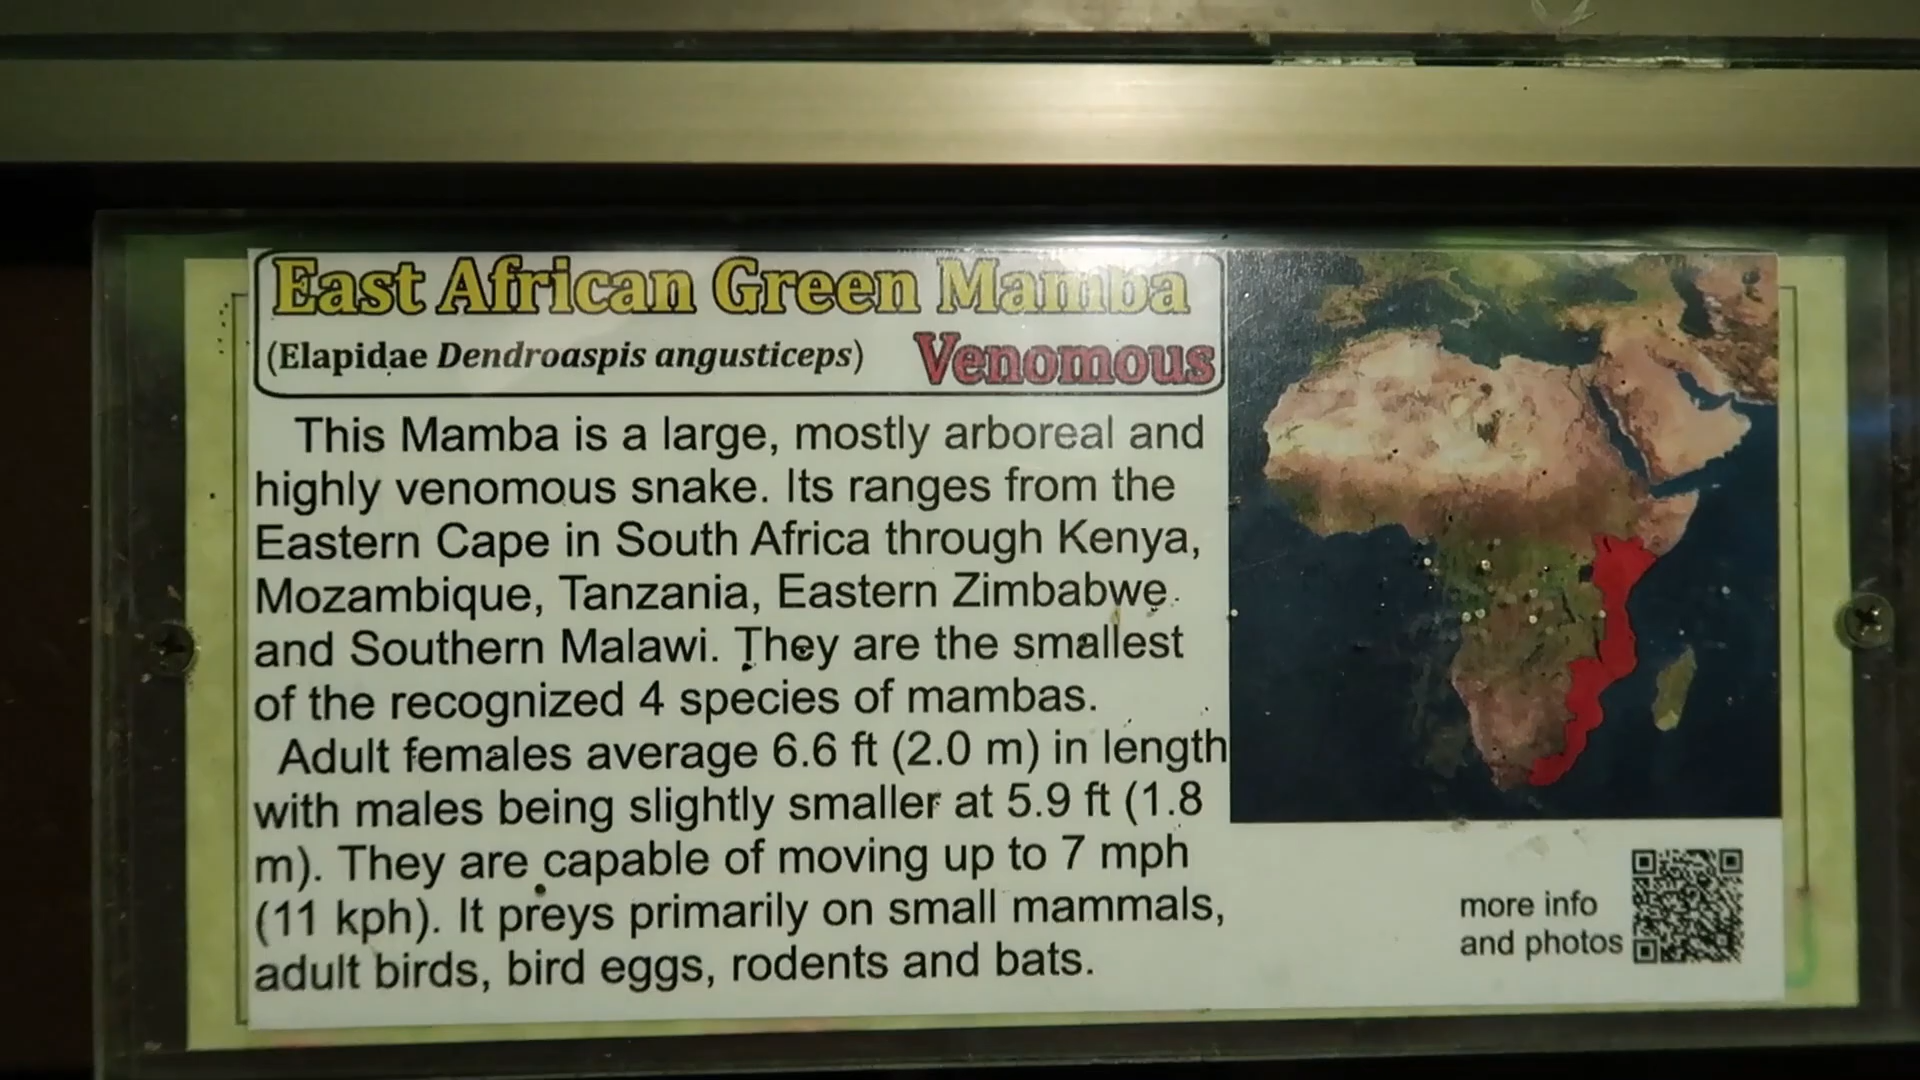 East African Green Mamba
(Elapidae Dendroaspis angusticeps) Venomous
This Mamba is a large, mostly arboreal and
highly venomous snake. Its ranges from the
Eastern Cape in South Africa through Kenya,
Mozambique, Tanzania, Eastern Zimbabwe
and Southern Malawi. They are the smallest
of the recognized 4 species of mambas.
Adult females average 6.6 ft (2.0 m) in length
with males being slightly smaller at 5.9 ft (1.8
m). They are capable of moving up to 7 mph
(11 kph). It preys primarily on small mammals,
adult birds, bird eggs, rodents and bats.
more info
and photos